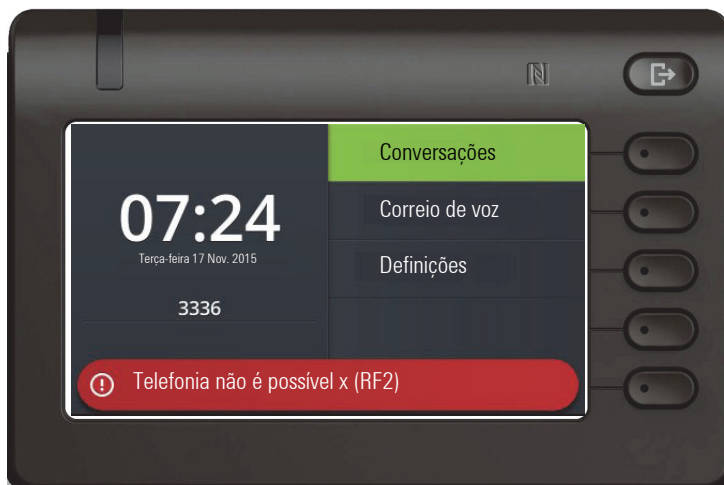 Conversações
Correio de voz
Definições
07:24
Terça-feira 17 Nov. 2015
3336
Telefonia não é possível x (RF2)